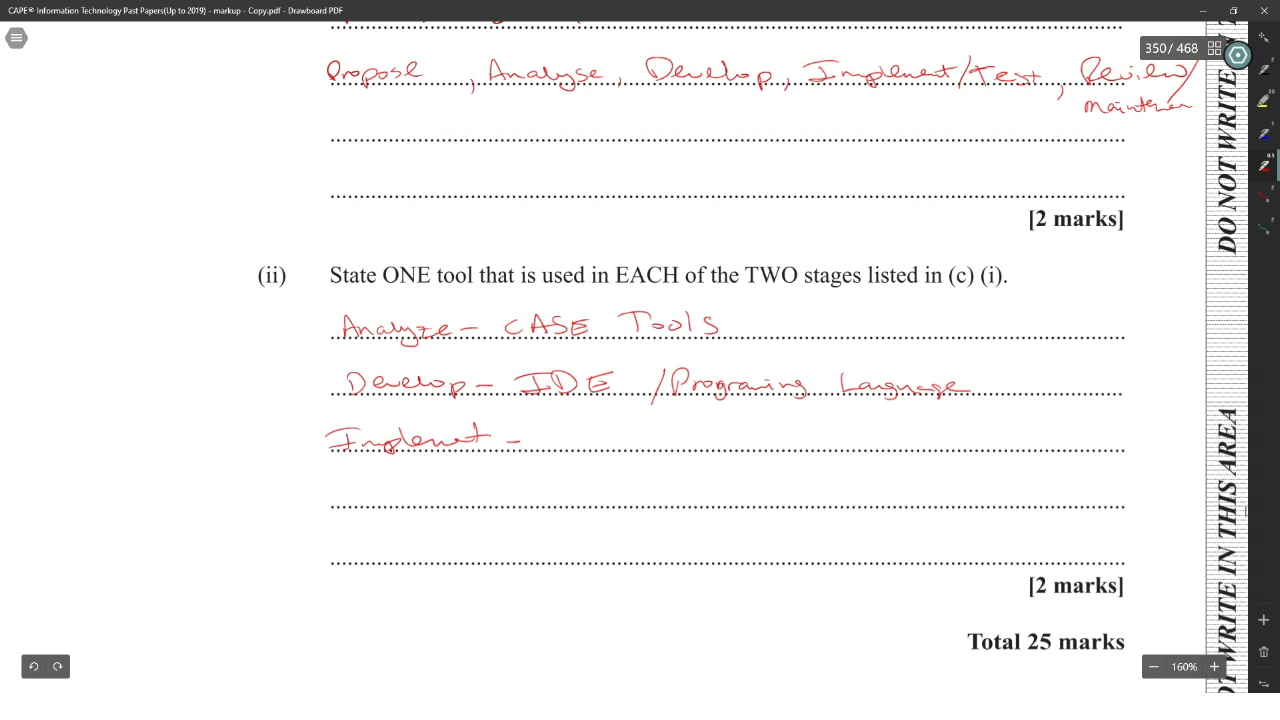 CAPE® Information Technology Past Papers(Up to 2019) - markup - Copy.pdf - Drawboard PDF
350 / 468
Propose , Analyse , Develop, Implement/Test , Review/
[2 marks]
(ii) State ONE tool that is used in EACH of the TWO stages listed in (c) (i).
Analyze - CASE Tools
Develop - IDE / Programing Language
Implemet -
[2 marks]
Total 25 marks
160%
DO NOT WRITE
WRITE IN THIS AREA